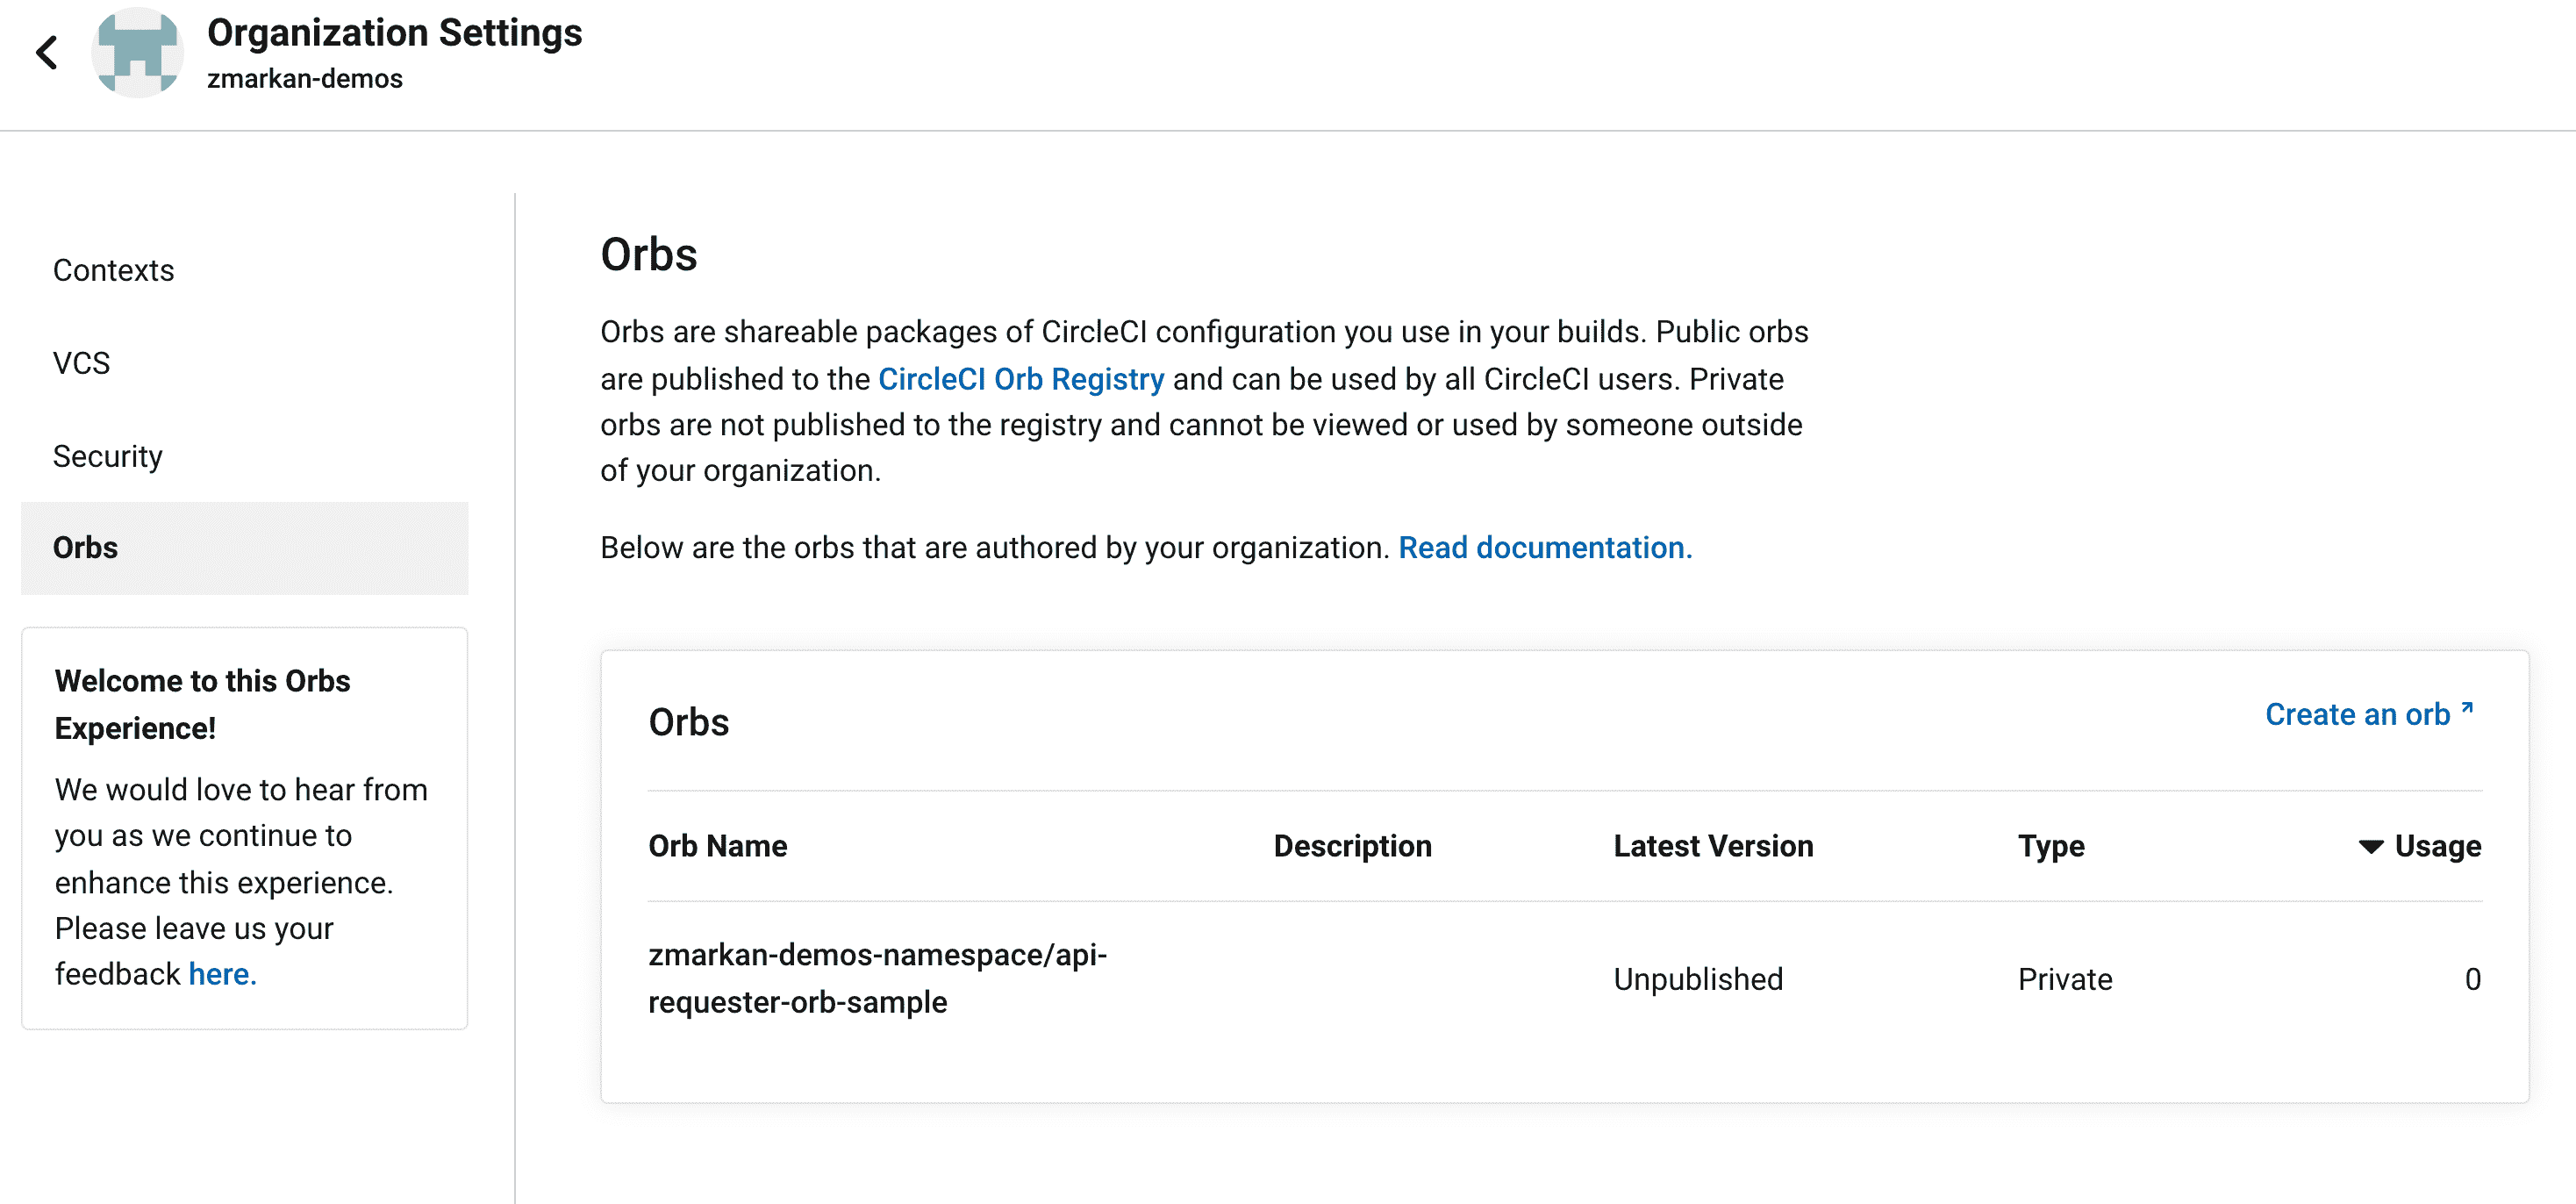 Organization Settings
zmarkan-demos
Contexts
VCS
Security
Orbs
Welcome to this Orbs
Experience!
We would love to hear from
you as we continue to
enhance this experience.
Please leave us your
feedback here.
Orbs
Orbs are shareable packages of CircleCI configuration you use in your builds. Public orbs
are published to the CircleCI Orb Registry and can be used by all CircleCI users. Private
orbs are not published to the registry and cannot be viewed or used by someone outside
of your organization.
Below are the orbs that are authored by your organization. Read documentation.
Orbs
Create an orb
Orb Name Description Latest Version Type Usage
zmarkan-demos-namespace/api-
requester-orb-sample
Unpublished Private 0